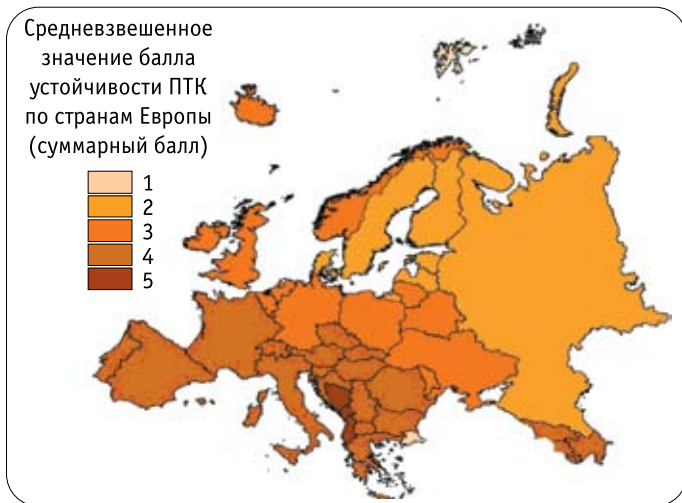 Средневзвешенное
значение балла
устойчивости ПТК
по странам Европы
(суммарный балл)
1
2
3
4
5